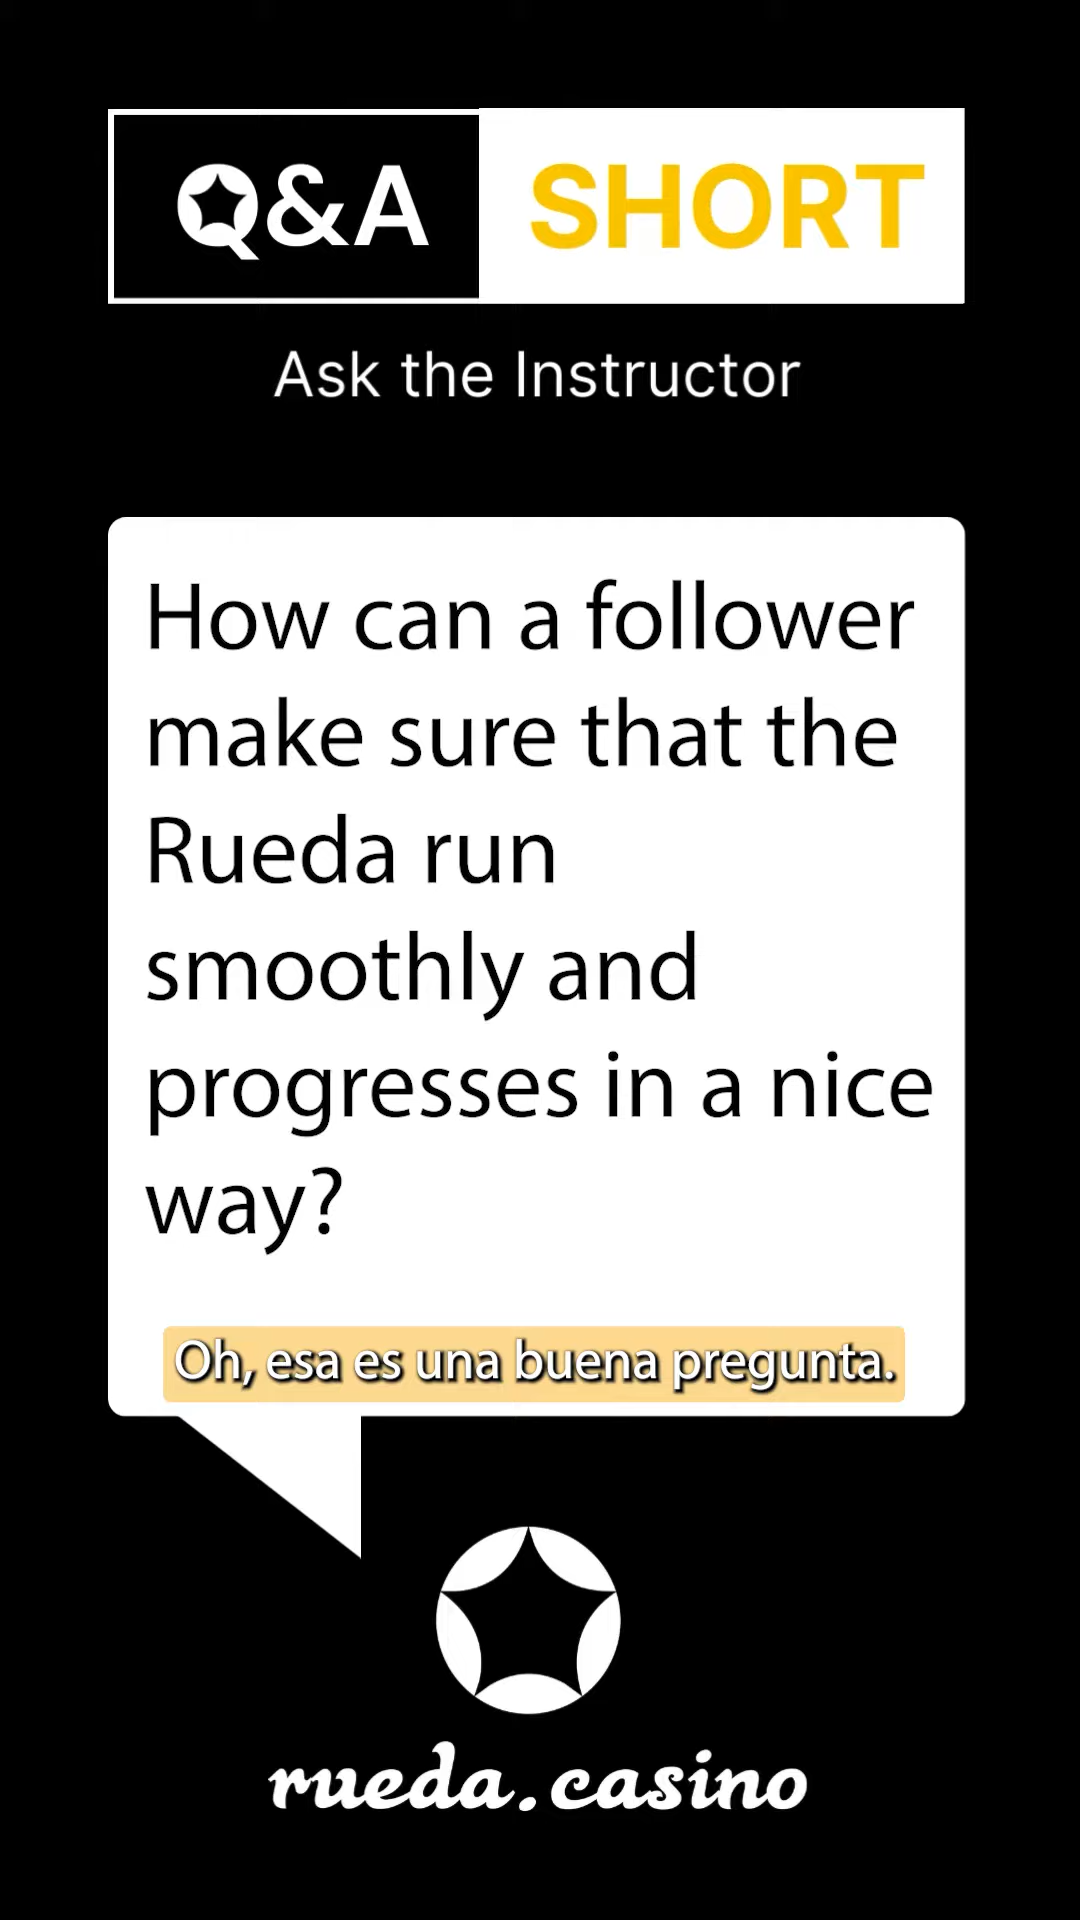 Q&A SHORT
Ask the Instructor
How can a follower
make sure that the
Rueda run
smoothly and
progresses in a nice
way?
Oh, esa es una buena pregunta.
rueda.casino